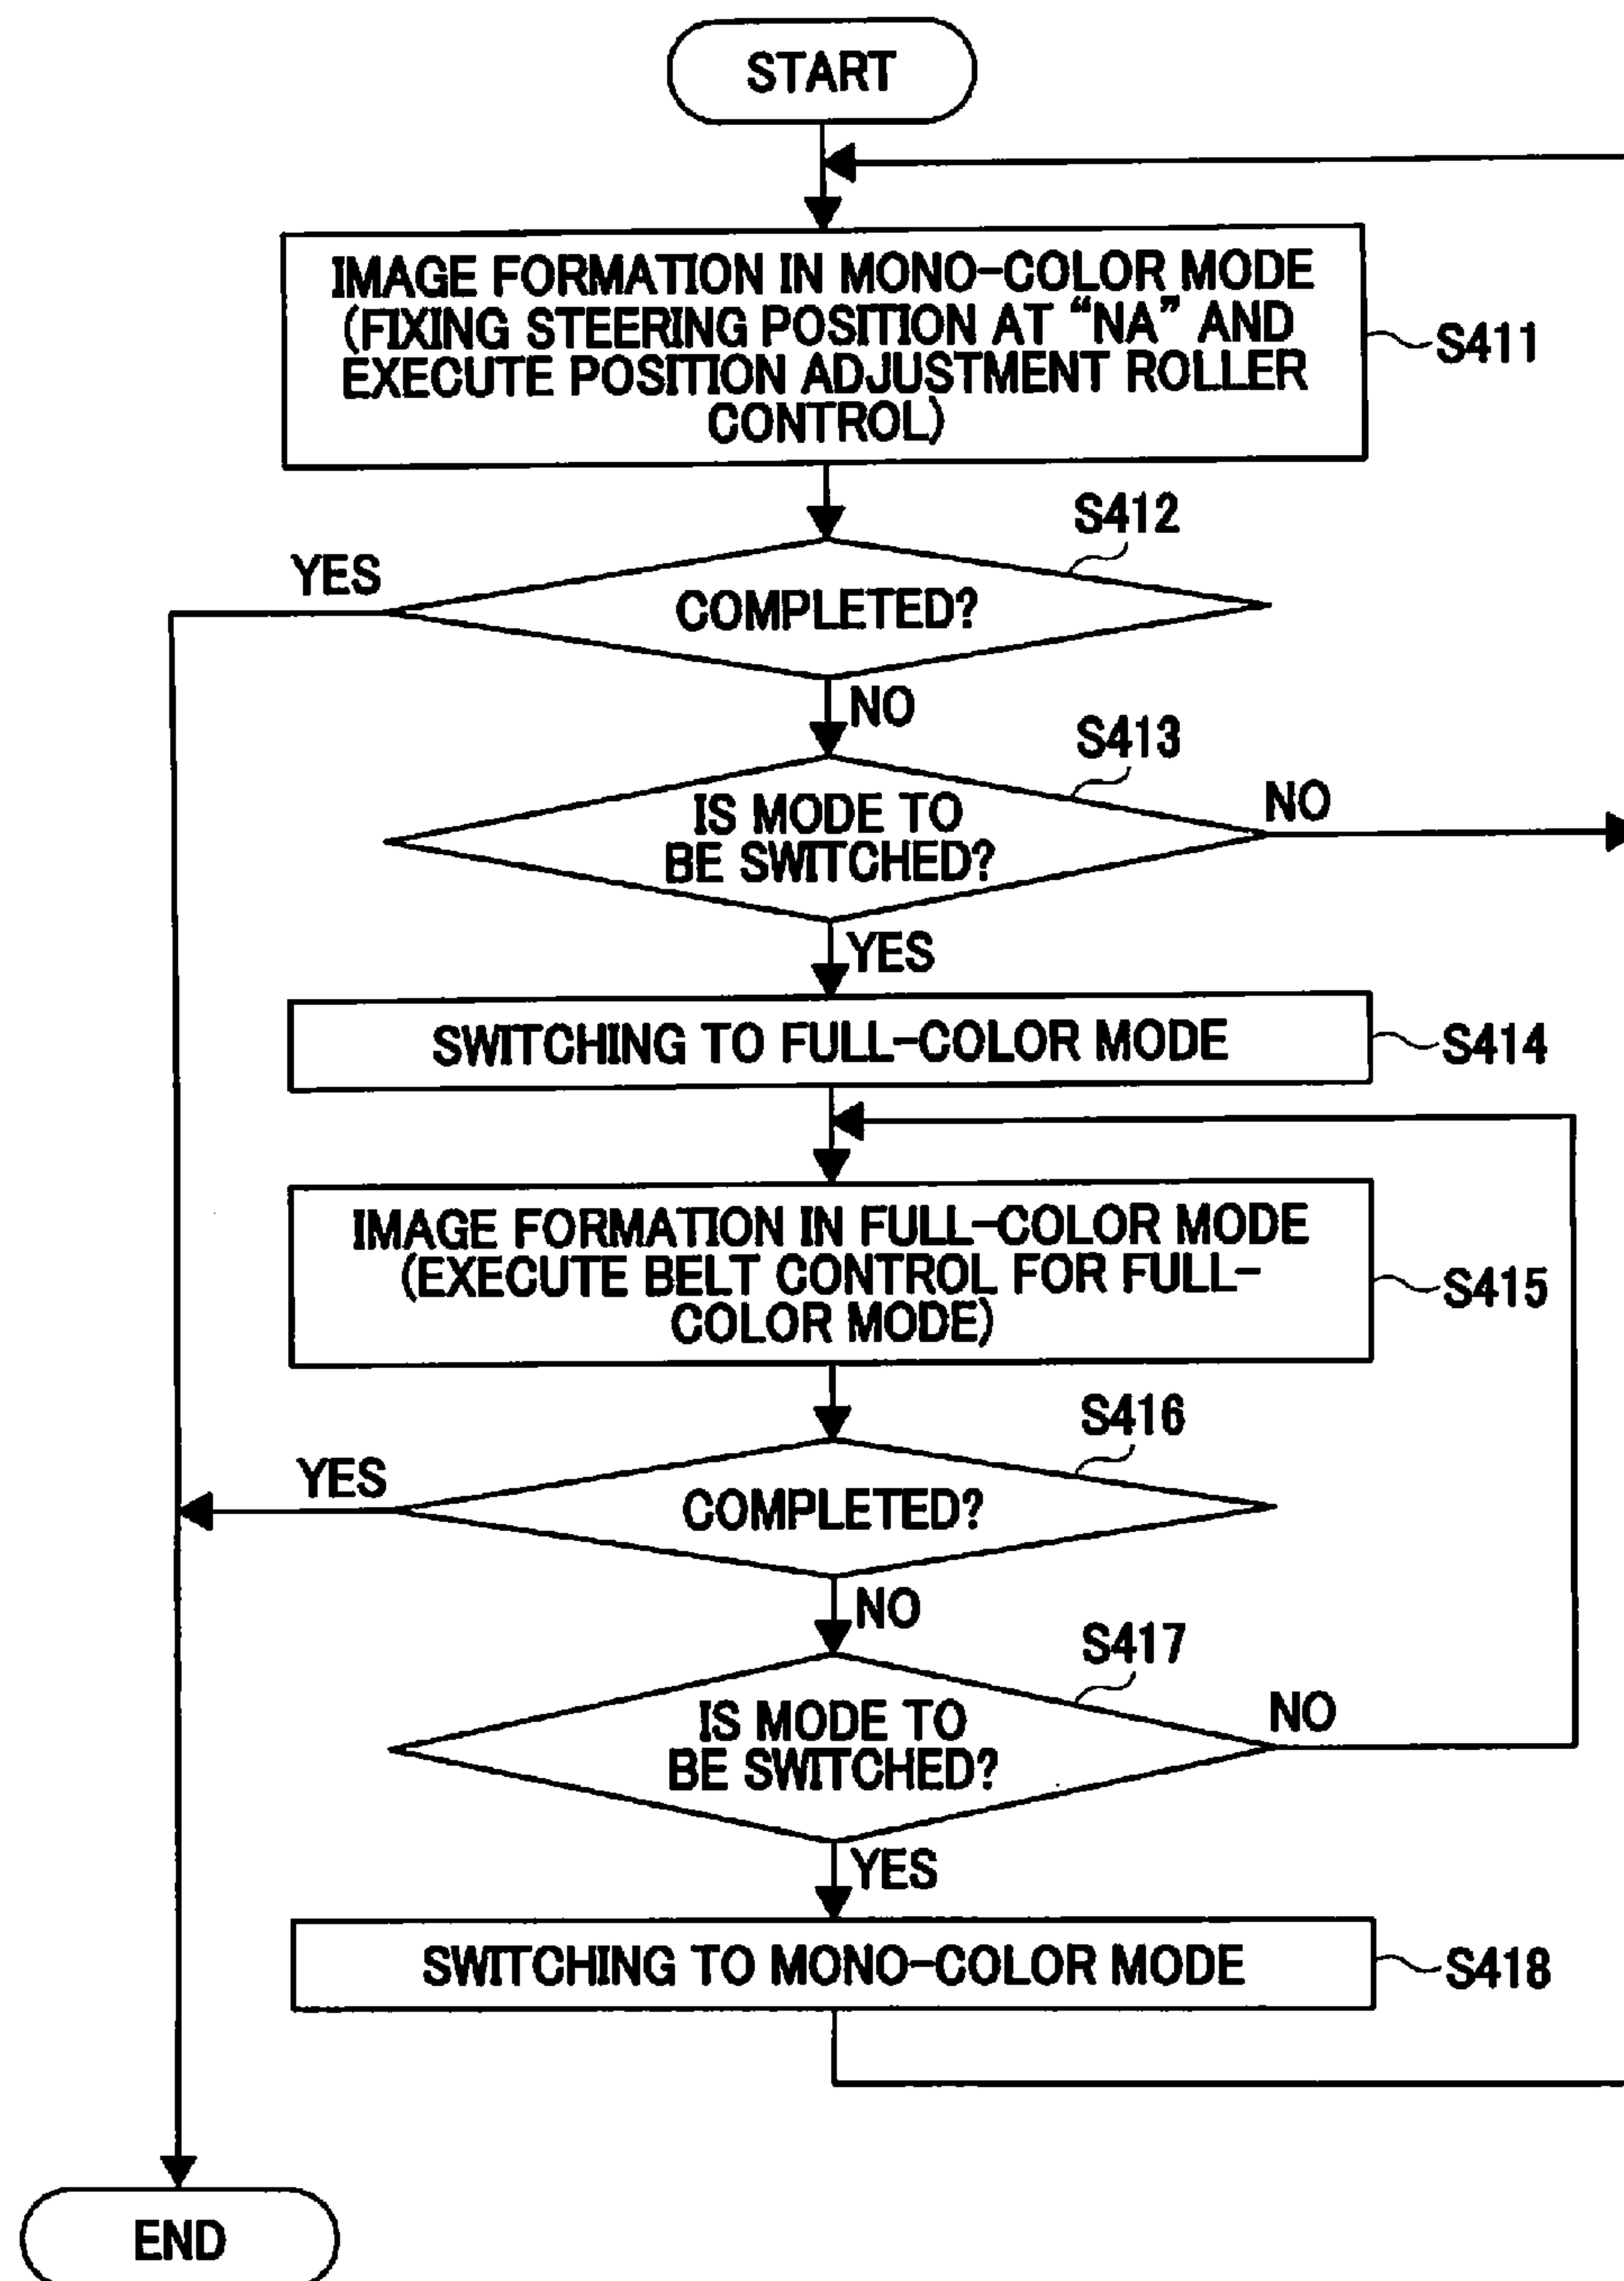 START
IMAGE FORMATION IN MONO-COLOR MODE
(FIXING STEERING POSITION AT “NA” AND
EXECUTE POSITION ADJUSTMENT ROLLER
CONTROL)
S411
S412
YES
COMPLETED?
NO
S413
IS MODE TO
BE SWITCHED?
NO
YES
SWITCHING TO FULL-COLOR MODE
S414
IMAGE FORMATION IN FULL-COLOR MODE
(EXECUTE BELT CONTROL FOR FULL-
COLOR MODE)
S415
S416
YES
COMPLETED?
NO
S417
IS MODE TO
BE SWITCHED?
NO
YES
SWITCHING TO MONO-COLOR MODE
S418
END